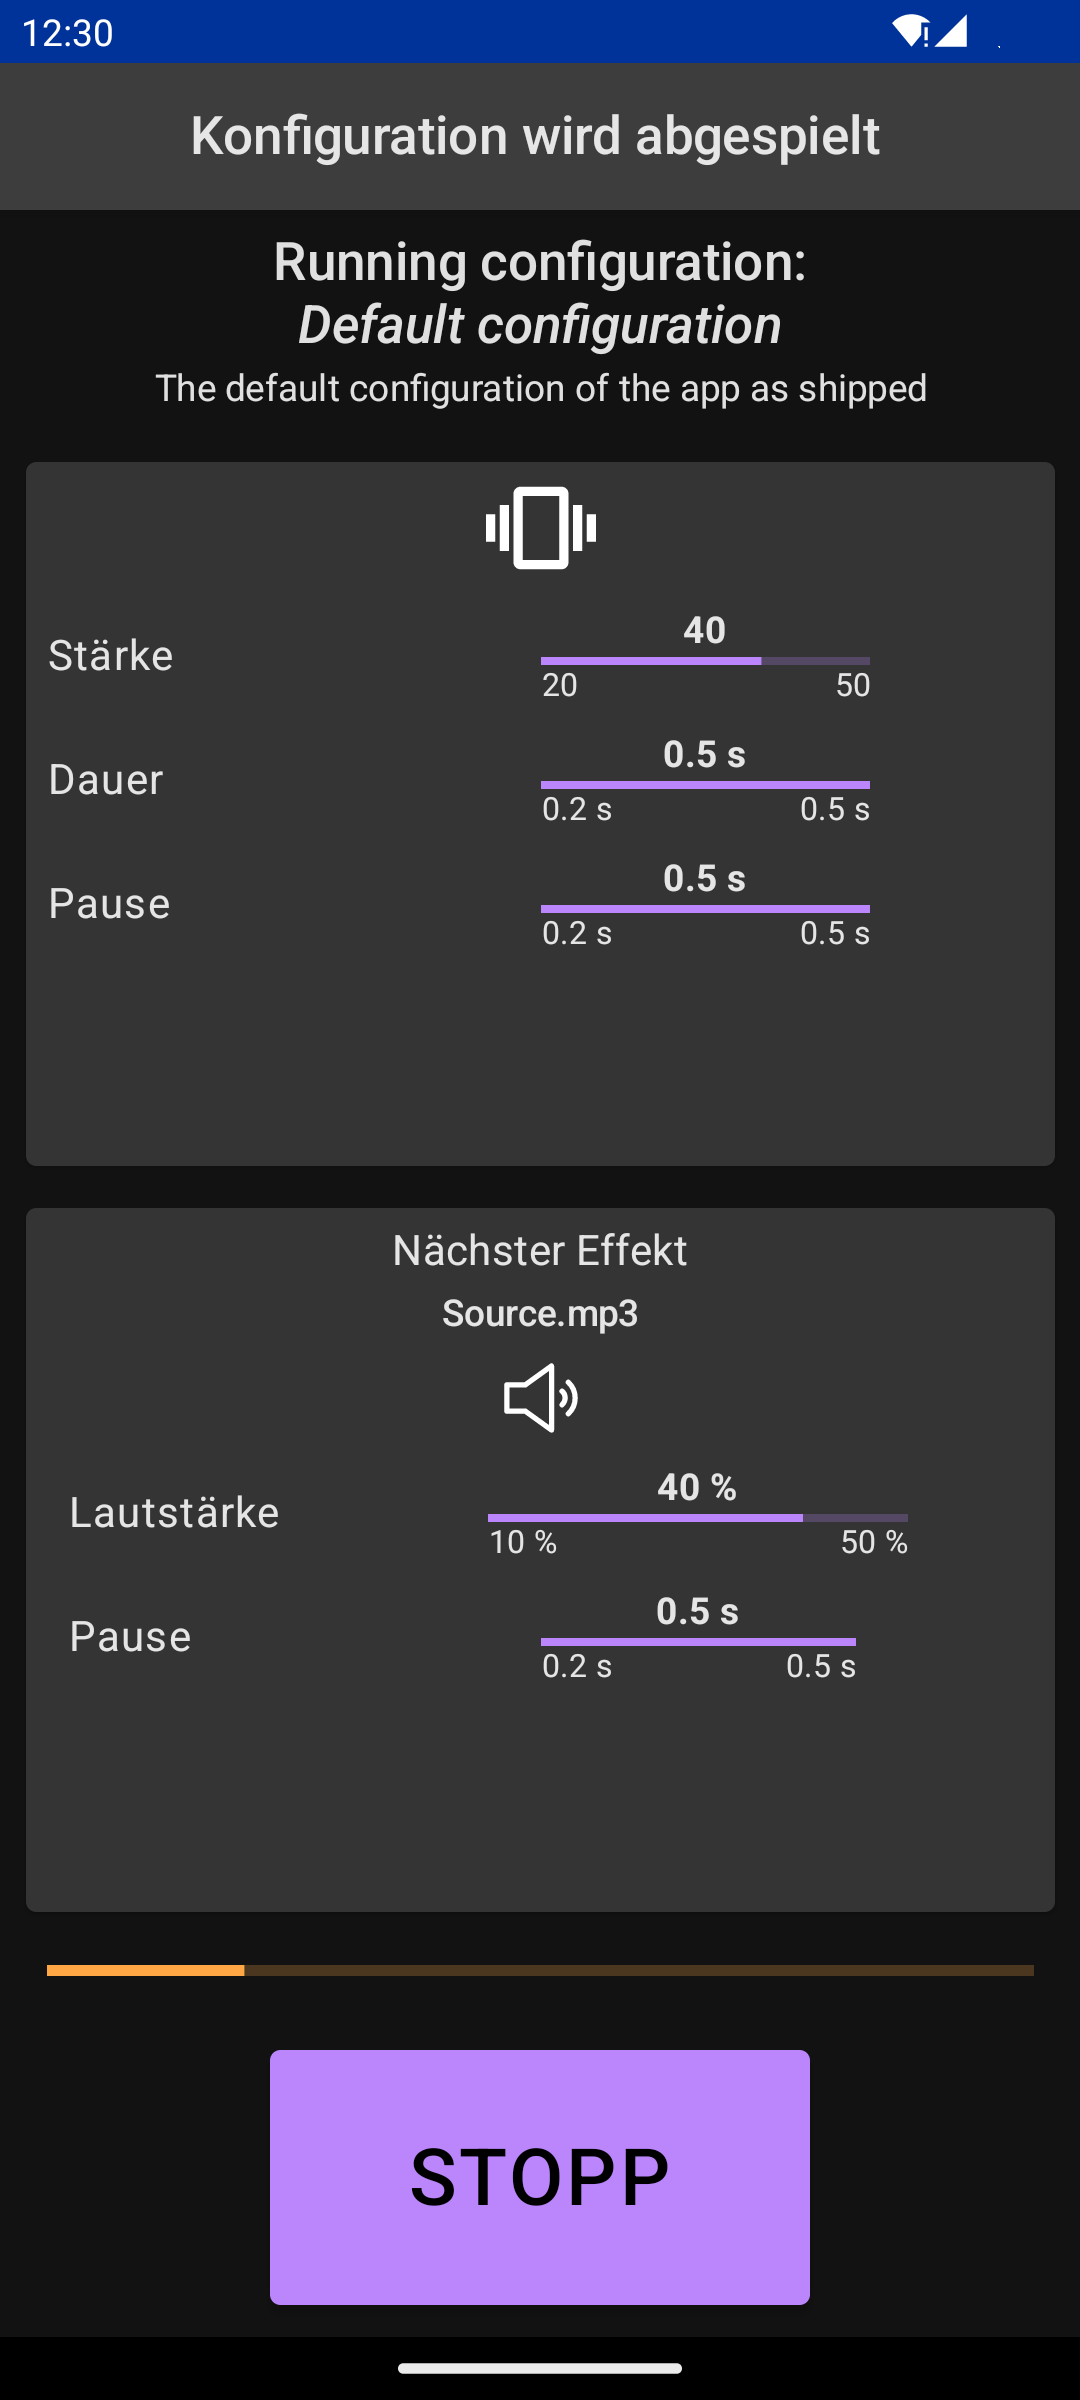 12:30
Konfiguration wird abgespielt
Running configuration:
Default configuration
The default configuration of the app as shipped
Stärke
40
20 50
Dauer
0.5 s
0.2 s 0.5 s
Pause
0.5 s
0.2 s 0.5 s
Nächster Effekt
Source.mp3
Lautstärke
40 %
10 % 50 %
Pause
0.5 s
0.2 s 0.5 s
STOPP